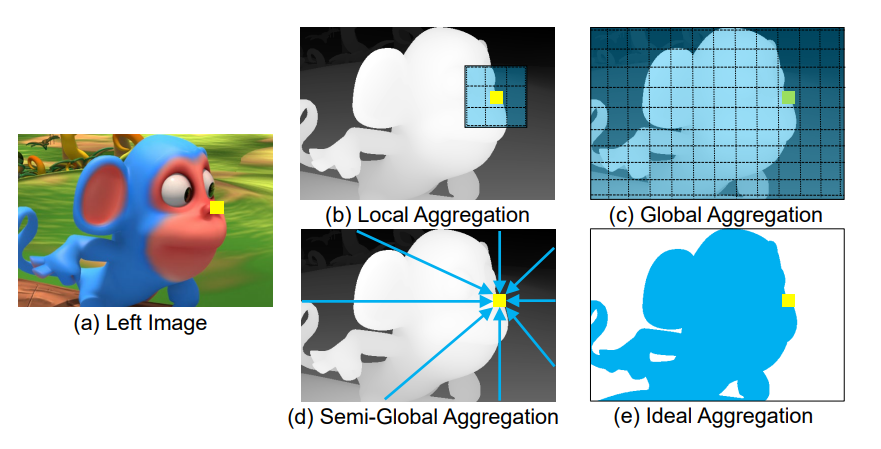 (b) Local Aggregation
(c) Global Aggregation
(a) Left Image
(d) Semi-Global Aggregation
(e) Ideal Aggregation